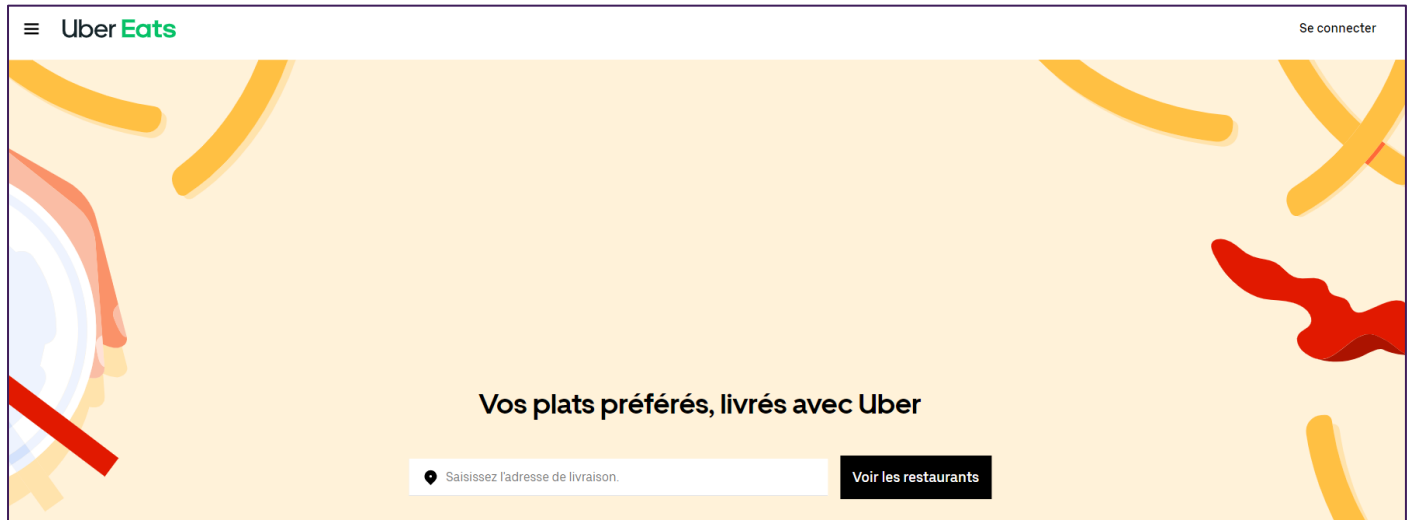 Uber Eats
Se connecter
Vos plats préférés, livrés avec Uber
Saisissez l'adresse de livraison.
Voir les restaurants